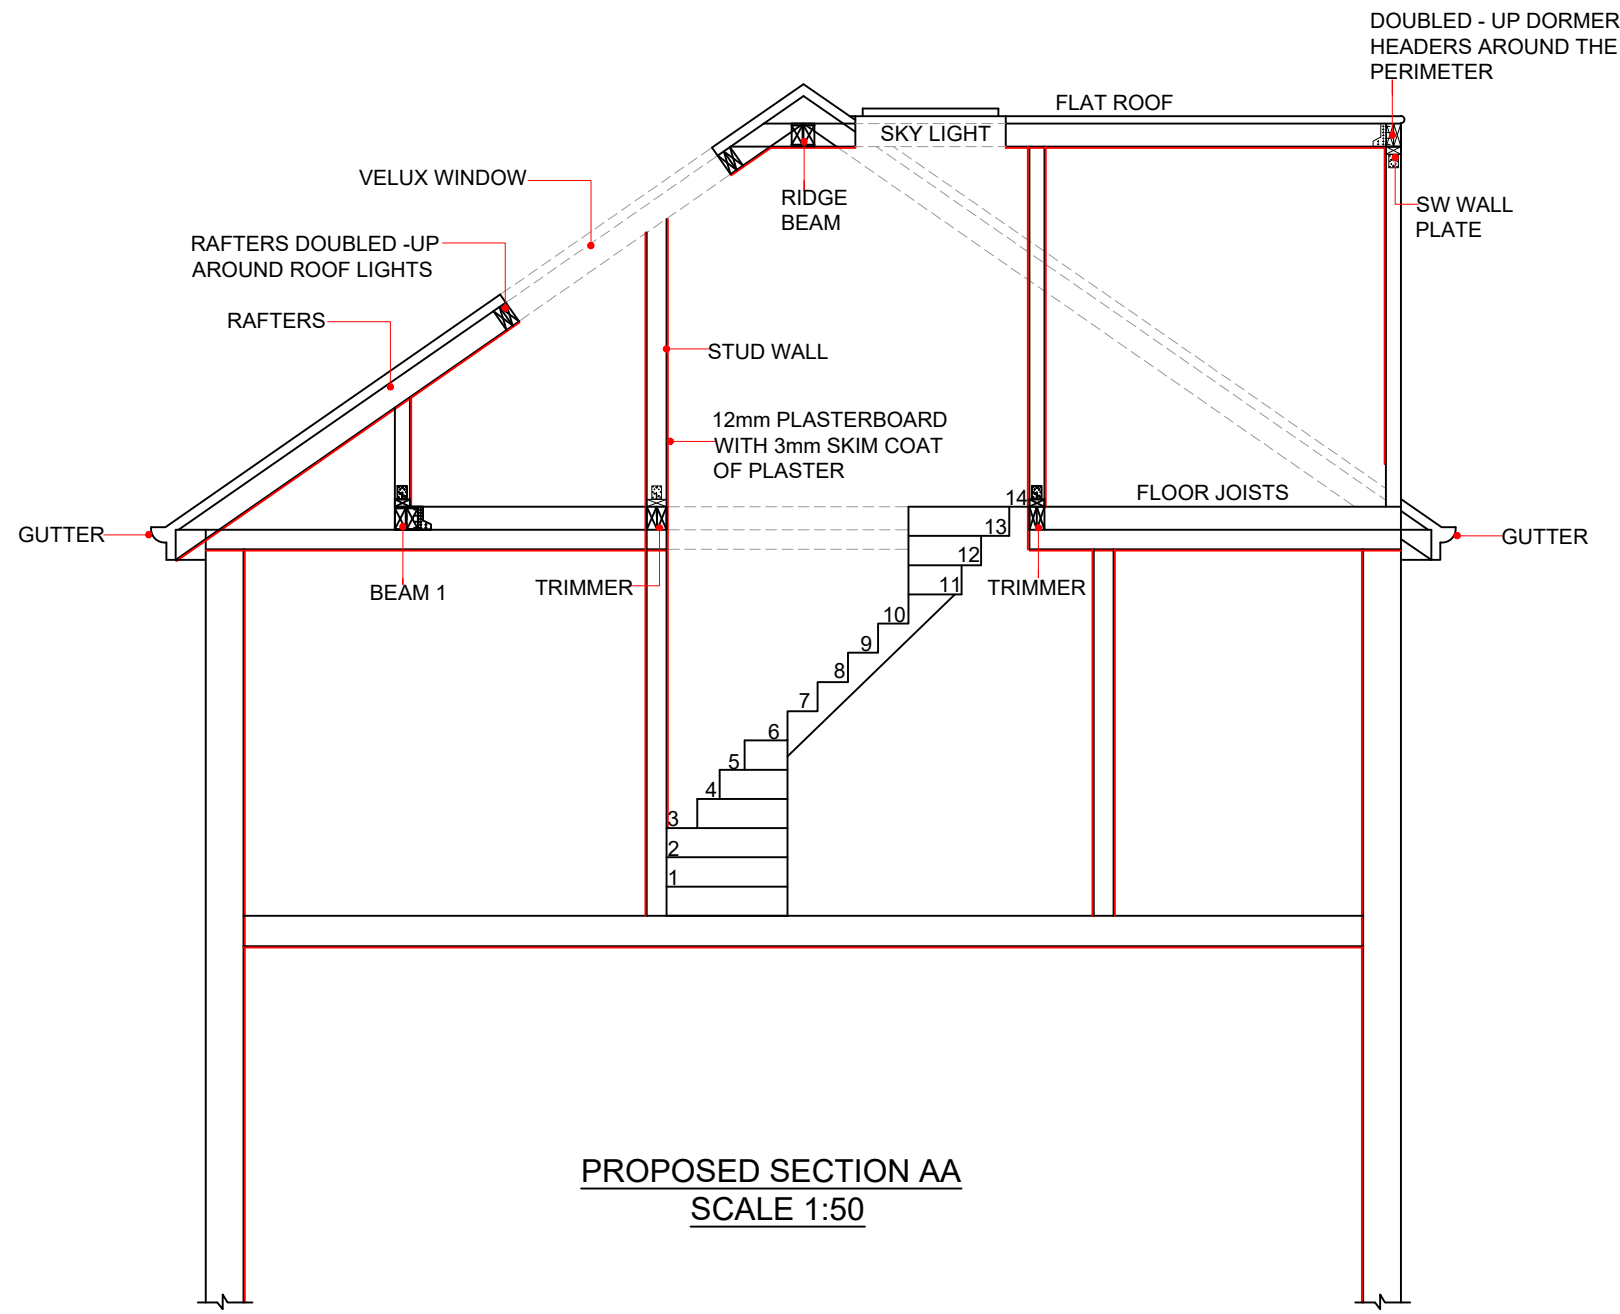 DOUBLED - UP DORMER
HEADERS AROUND THE
PERIMETER
FLAT ROOF
SKY LIGHT
VELUX WINDOW
RIDGE
BEAM
SW WALL
PLATE
RAFTERS DOUBLED -UP
AROUND ROOF LIGHTS
RAFTERS
STUD WALL
12mm PLASTERBOARD
WITH 3mm SKIM COAT
OF PLASTER
FLOOR JOISTS
14
13
GUTTER
GUTTER
12
11
BEAM 1
TRIMMER
TRIMMER
10
9
8
7
6
5
4
3
2
1
PROPOSED SECTION AA
SCALE 1:50